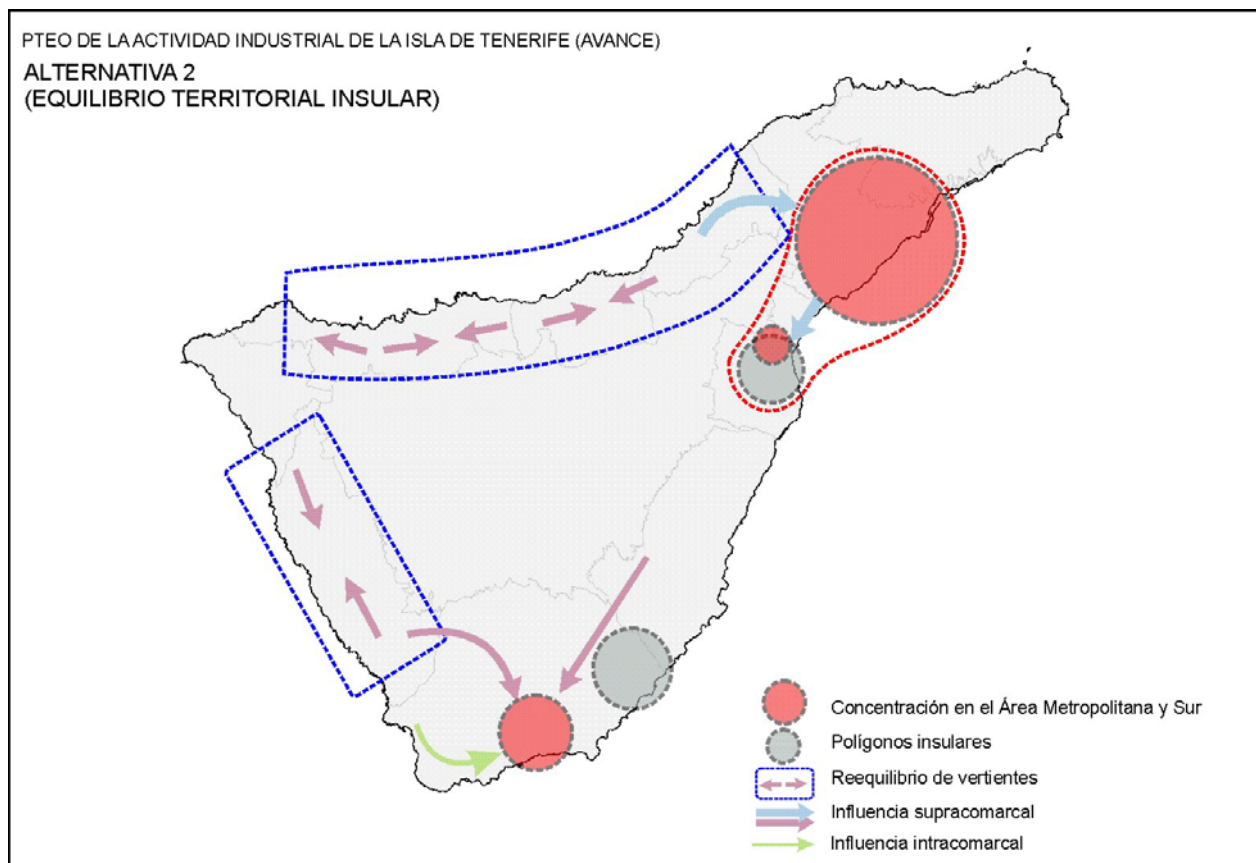 PTEO DE LA ACTIVIDAD INDUSTRIAL DE LA ISLA DE TENERIFE (AVANCE)
ALTERNATIVA 2
(EQUILIBRIO TERRITORIAL INSULAR)
Concentración en el Área Metropolitana y Sur
Polígonos insulares
Reequilibrio de vertientes
Influencia supracomarcal
Influencia intracomarcal